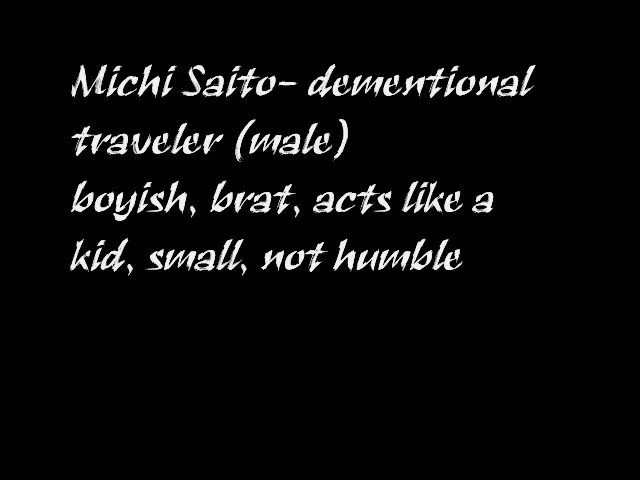 Michi Saito- dementional
traveler (male)
boyish, brat, acts like a
kid, small, not humble